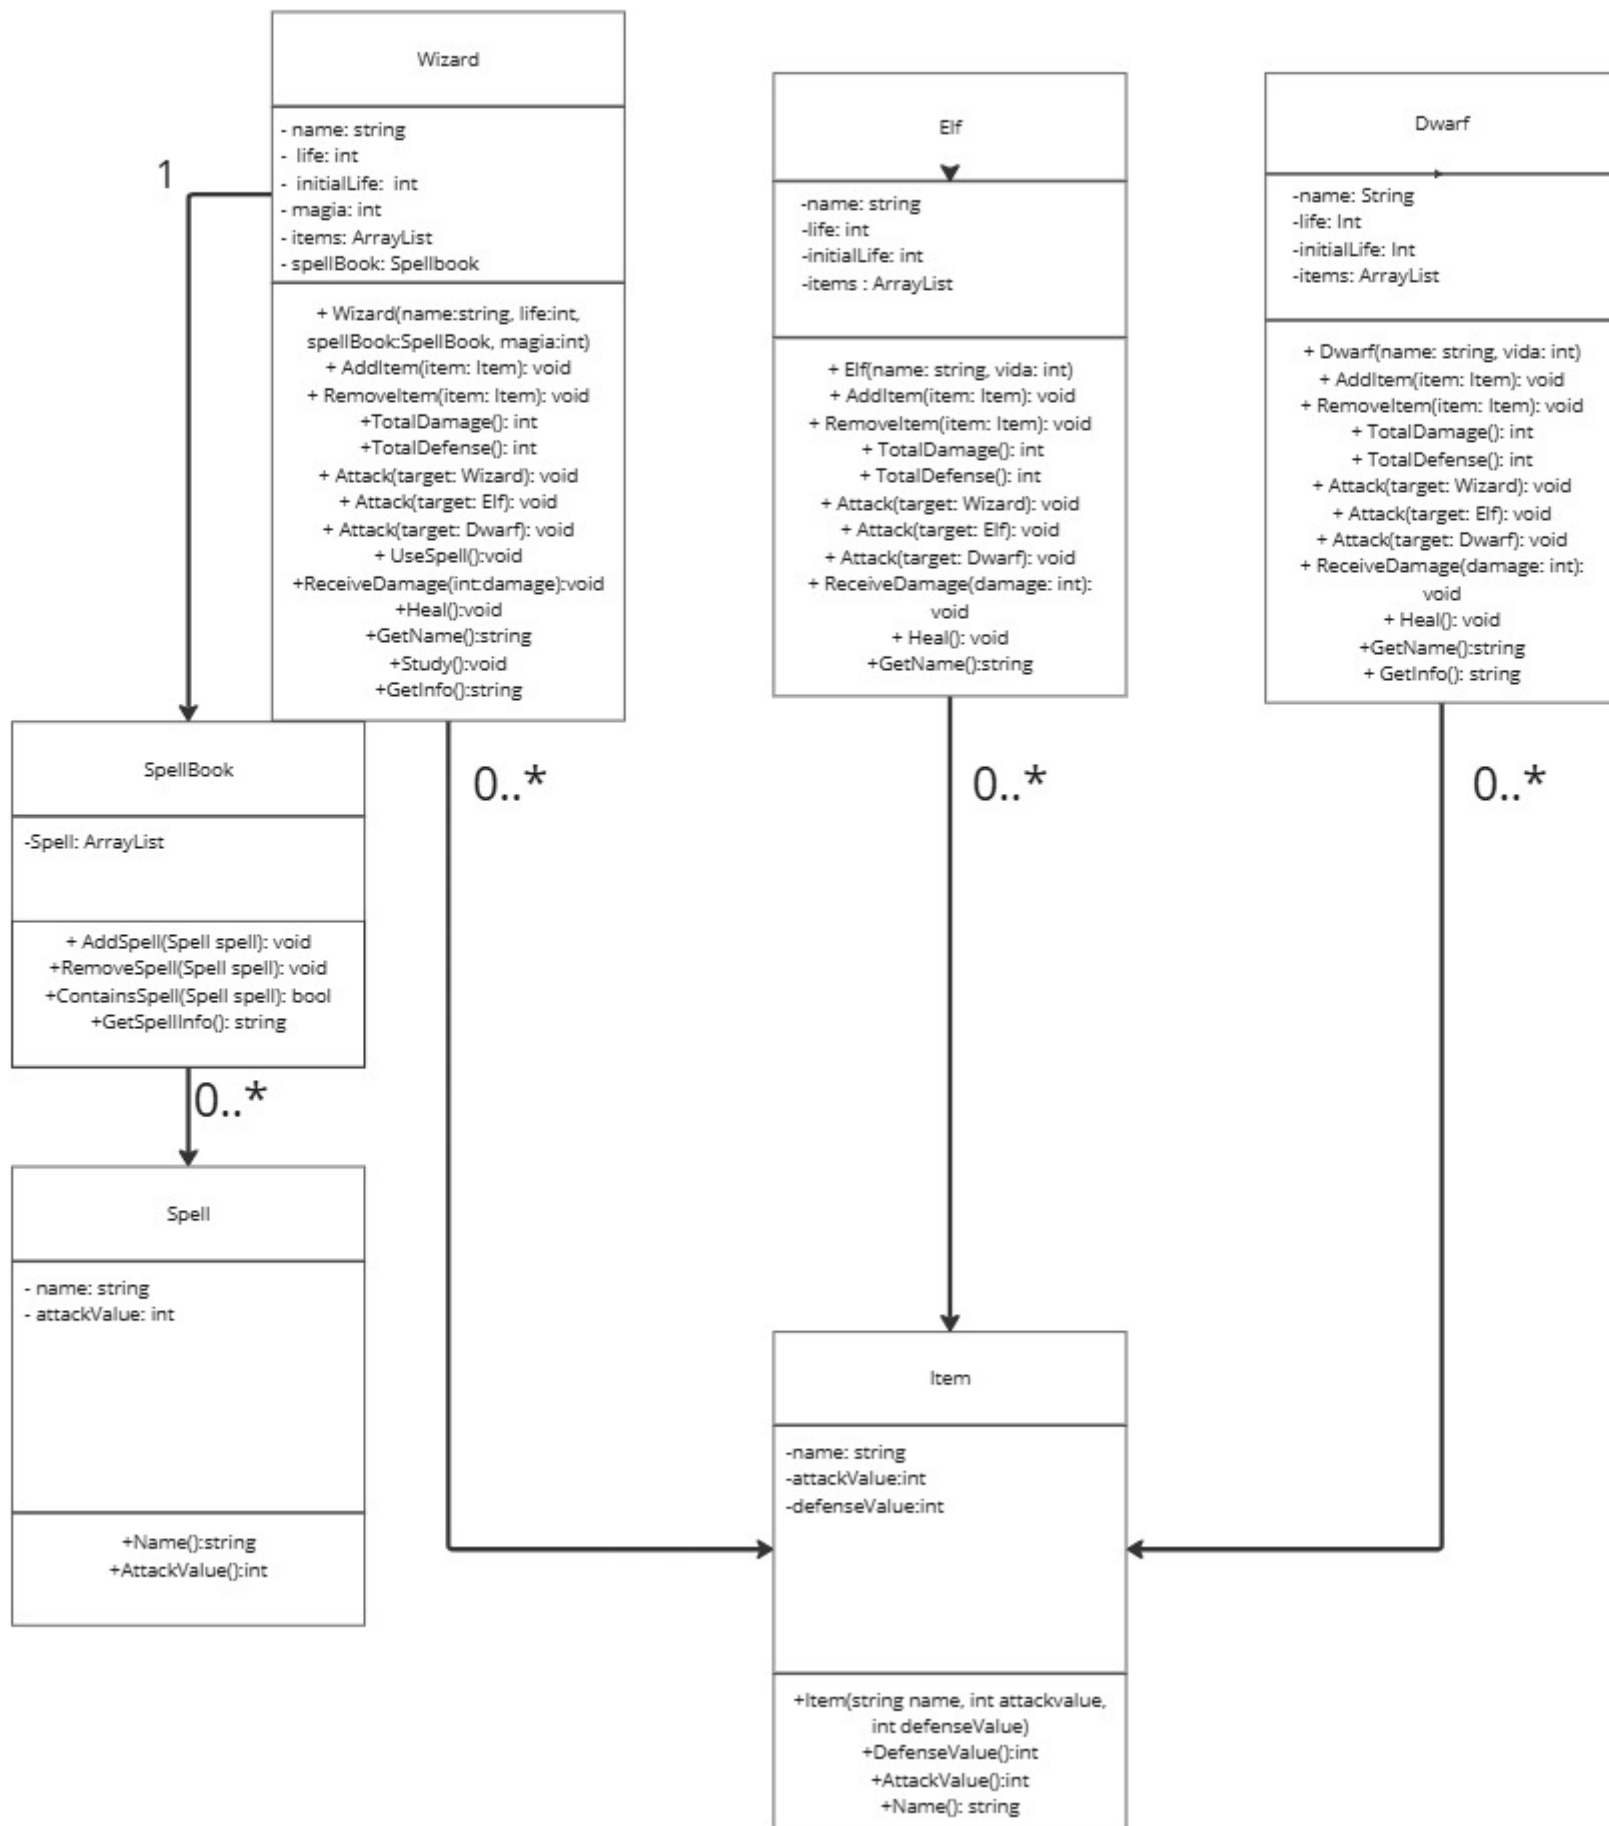 Wizard
- name: string
- life: int
- initialLife: int
- magia: int
- items: ArrayList
- spellBook: Spellbook
+ Wizard(name:string, life:int,
spellBook:SpellBook, magia:int)
+ AddItem(item: Item): void
+ RemoveItem(item: Item): void
+TotalDamage(): int
+TotalDefense(): int
+ Attack(target: Wizard): void
+ Attack(target: Elf): void
+ Attack(target: Dwarf): void
+ UseSpell():void
+ReceiveDamage(int:damage):void
+Heal():void
+GetName():string
+Study():void
+GetInfo():string
Elf
-name: string
-life: int
-initialLife: int
-items : ArrayList
+ Elf(name: string, vida: int)
+ AddItem(item: Item): void
+ RemoveItem(item: Item): void
+ TotalDamage(): int
+ TotalDefense(): int
+ Attack(target: Wizard): void
+ Attack(target: Elf): void
+ Attack(target: Dwarf): void
+ ReceiveDamage(damage: int):
void
+ Heal(): void
+GetName():string
Dwarf
-name: String
-life: Int
-initialLife: Int
-items: ArrayList
+ Dwarf(name: string, vida: int)
+ AddItem(item: Item): void
+ RemoveItem(item: Item): void
+ TotalDamage(): int
+ TotalDefense(): int
+ Attack(target: Wizard): void
+ Attack(target: Elf): void
+ Attack(target: Dwarf): void
+ ReceiveDamage(damage: int):
void
+ Heal(): void
+GetName():string
+ GetInfo(): string
1
0..*
0..*
0..*
SpellBook
-Spell: ArrayList
+ AddSpell(Spell spell): void
+RemoveSpell(Spell spell): void
+ContainsSpell(Spell spell): bool
+GetSpellInfo(): string
0..*
Spell
- name: string
- attackValue: int
+Name():string
+AttackValue():int
Item
-name: string
-attackValue:int
-defenseValue:int
+Item(string name, int attackvalue,
int defenseValue)
+DefenseValue():int
+AttackValue():int
+Name(): string